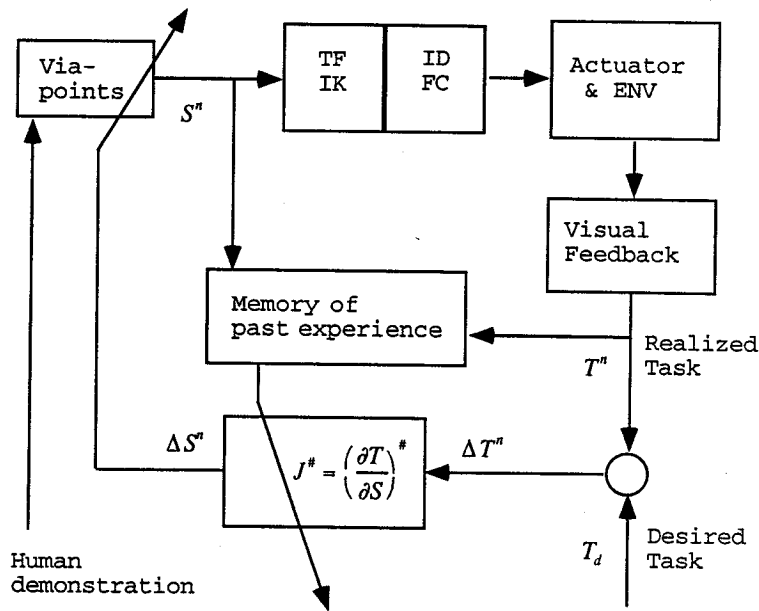 Via-
points
S^n
TF
IK
ID
FC
Actuator
& ENV
Visual
Feedback
Memory of
past experience
T^n
Realized
Task
ΔS^n
J^# = (∂T/∂S)^#
ΔT^n
T_d
Desired
Task
Human
demonstration